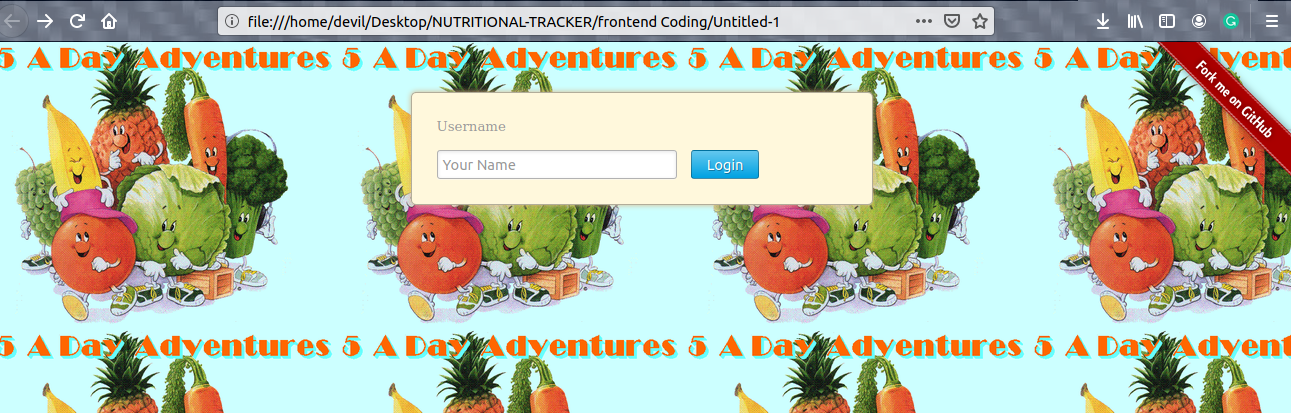 file:///home/devil/Desktop/NUTRITIONAL-TRACKER/frontend Coding/Untitled-1
5 A Day Adventures 5 A Day Adventures 5 A Day Adventures 5 A Day Adven
Fork me on GitHub
Username
Your Name
Login
5 A Day Adventures 5 A Day Adventures 5 A Day Adventures 5 A Day Adventu